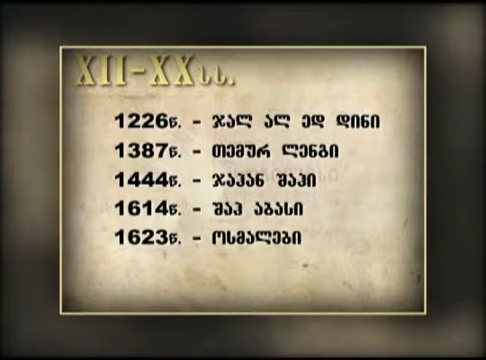 XII-XXსს.
1226წ. - ჯალ ალ ედ დინი
1387წ. - თემურ ლენგი
1444წ. - ჯაჰან შაჰი
1614წ. - შაჰ აბასი
1623წ. - ოსმალები